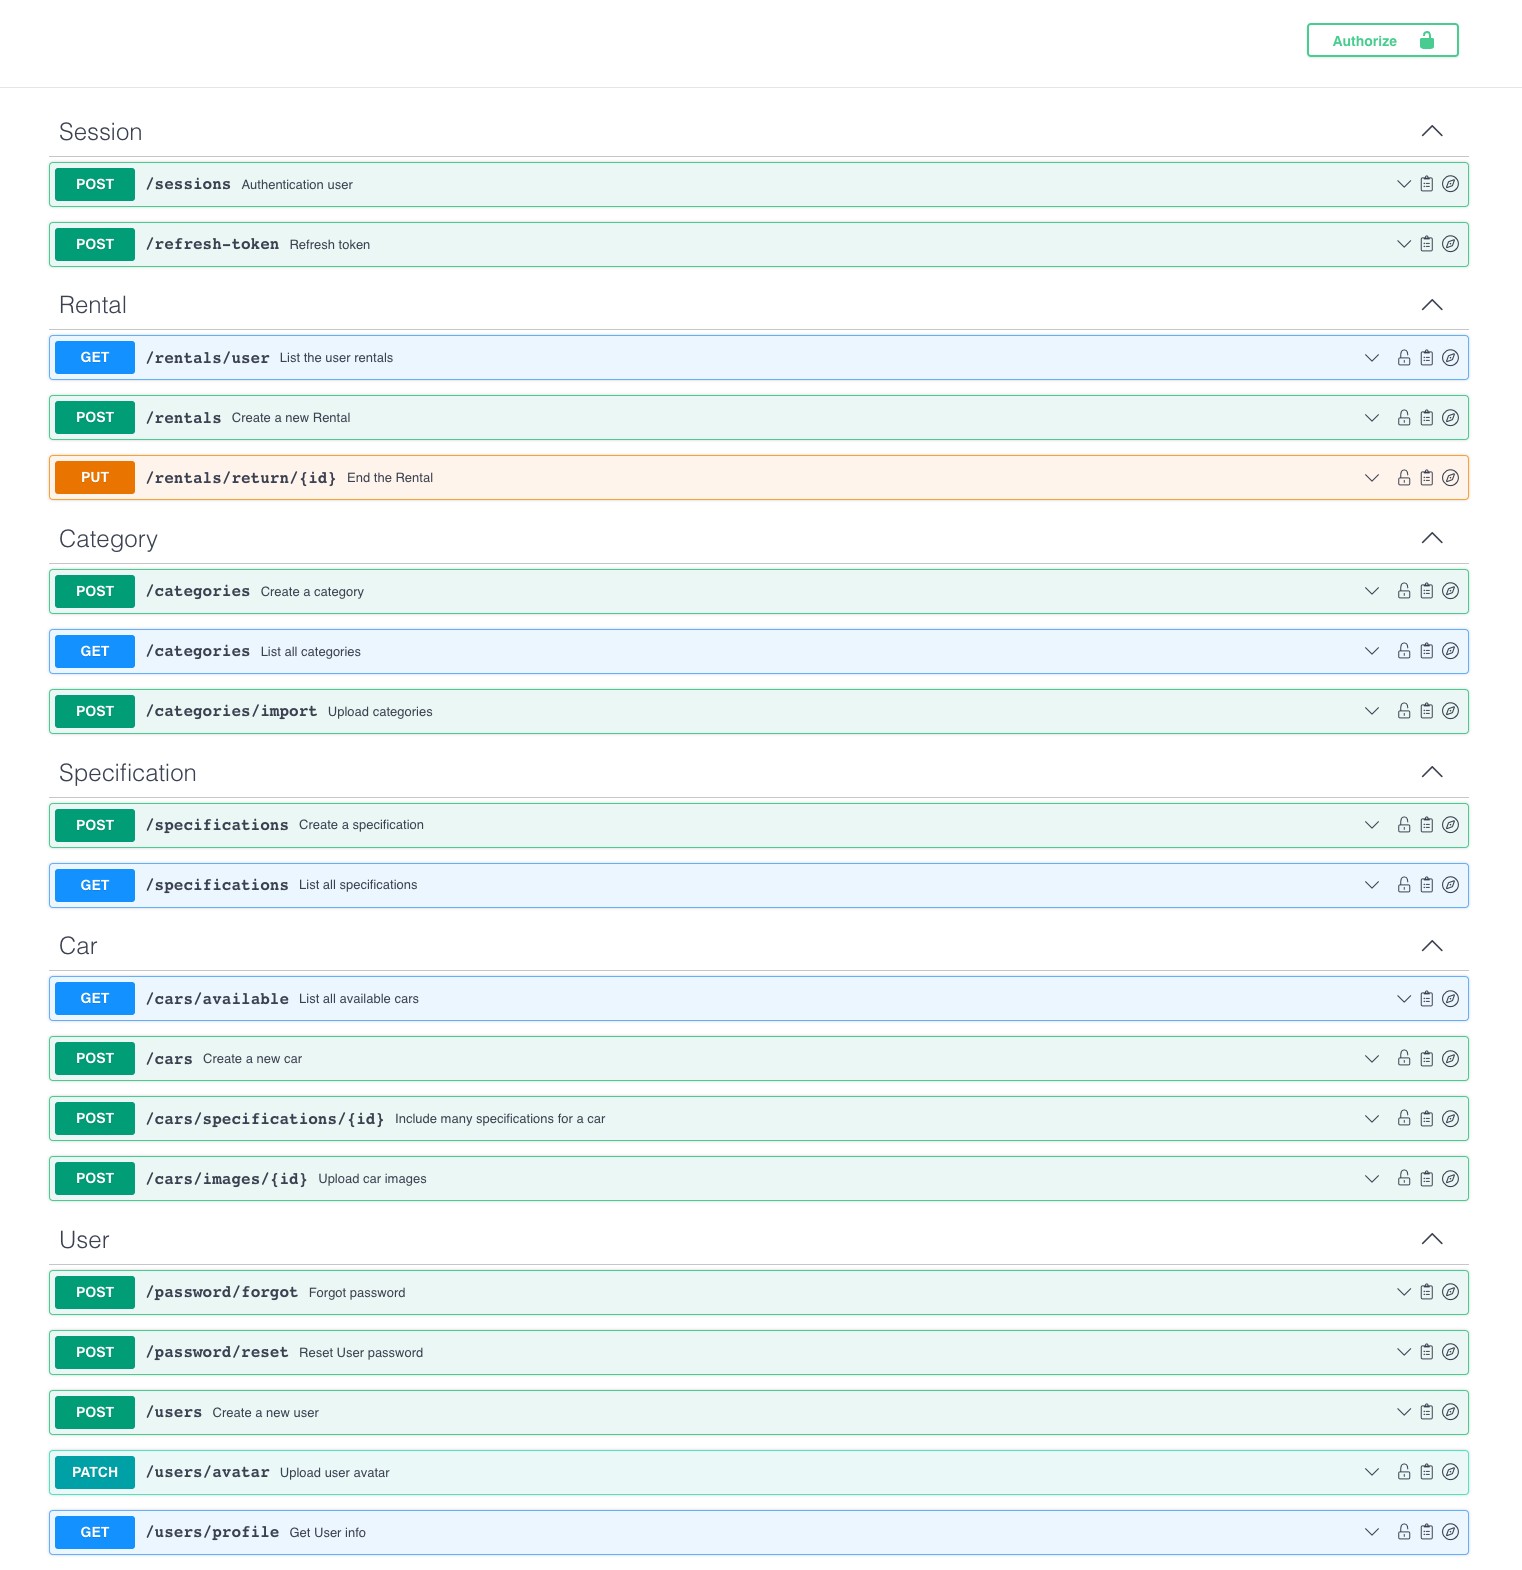 Authorize
Session
POST /sessions Authentication user
POST /refresh-token Refresh token
Rental
GET /rentals/user List the user rentals
POST /rentals Create a new Rental
PUT /rentals/return/{id} End the Rental
Category
POST /categories Create a category
GET /categories List all categories
POST /categories/import Upload categories
Specification
POST /specifications Create a specification
GET /specifications List all specifications
Car
GET /cars/available List all available cars
POST /cars Create a new car
POST /cars/specifications/{id} Include many specifications for a car
POST /cars/images/{id} Upload car images
User
POST /password/forgot Forgot password
POST /password/reset Reset User password
POST /users Create a new user
PATCH /users/avatar Upload user avatar
GET /users/profile Get User info